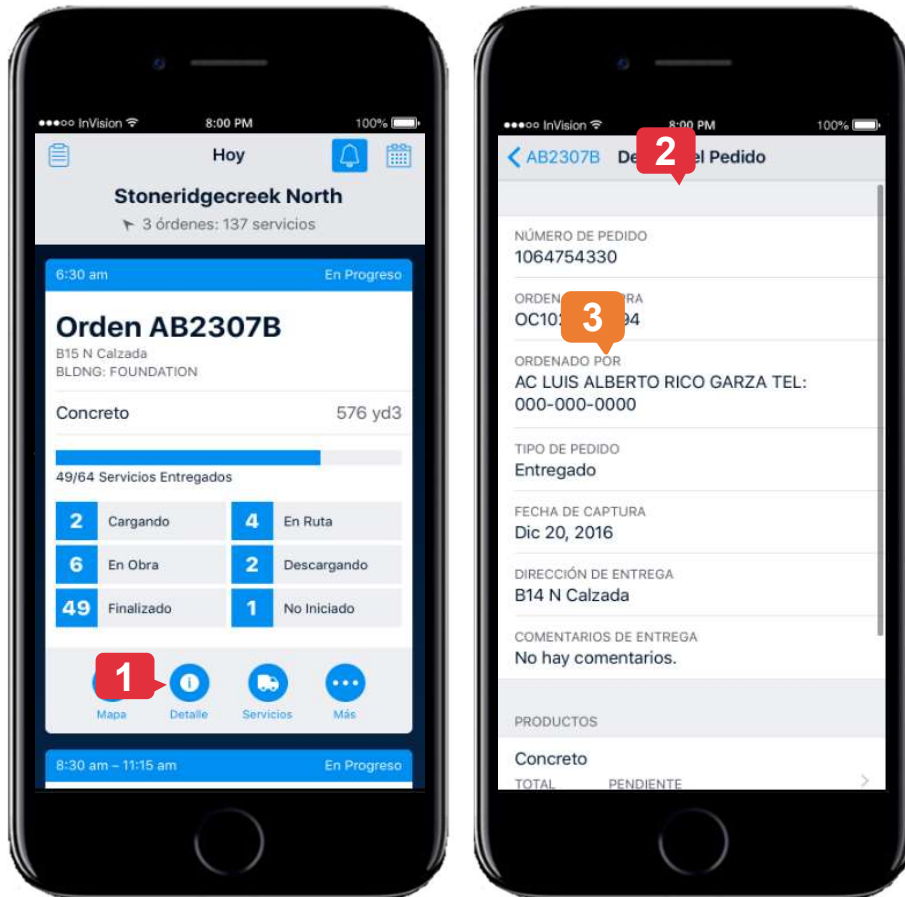 InVision 8:00 PM 100%
Hoy
Stoneridgecreek North
3 órdenes: 137 servicios
6:30 am En Progreso
Orden AB2307B
B15 N Calzada
BLDNG: FOUNDATION
Concreto 576 yd3
49/64 Servicios Entregados
2 Cargando 4 En Ruta
6 En Obra 2 Descargando
49 Finalizado 1 No Iniciado
1
Mapa Detalle Servicios Más
8:30 am – 11:15 am En Progreso
InVision 8:00 PM 100%
AB2307B Pedido
2
NÚMERO DE PEDIDO
1064754330
ORDEN
3
ORDENADO POR
AC LUIS ALBERTO RICO GARZA TEL:
000-000-0000
TIPO DE PEDIDO
Entregado
FECHA DE CAPTURA
Dic 20, 2016
DIRECCIÓN DE ENTREGA
B14 N Calzada
COMENTARIOS DE ENTREGA
No hay comentarios.
PRODUCTOS
Concreto
TOTAL PENDIENTE